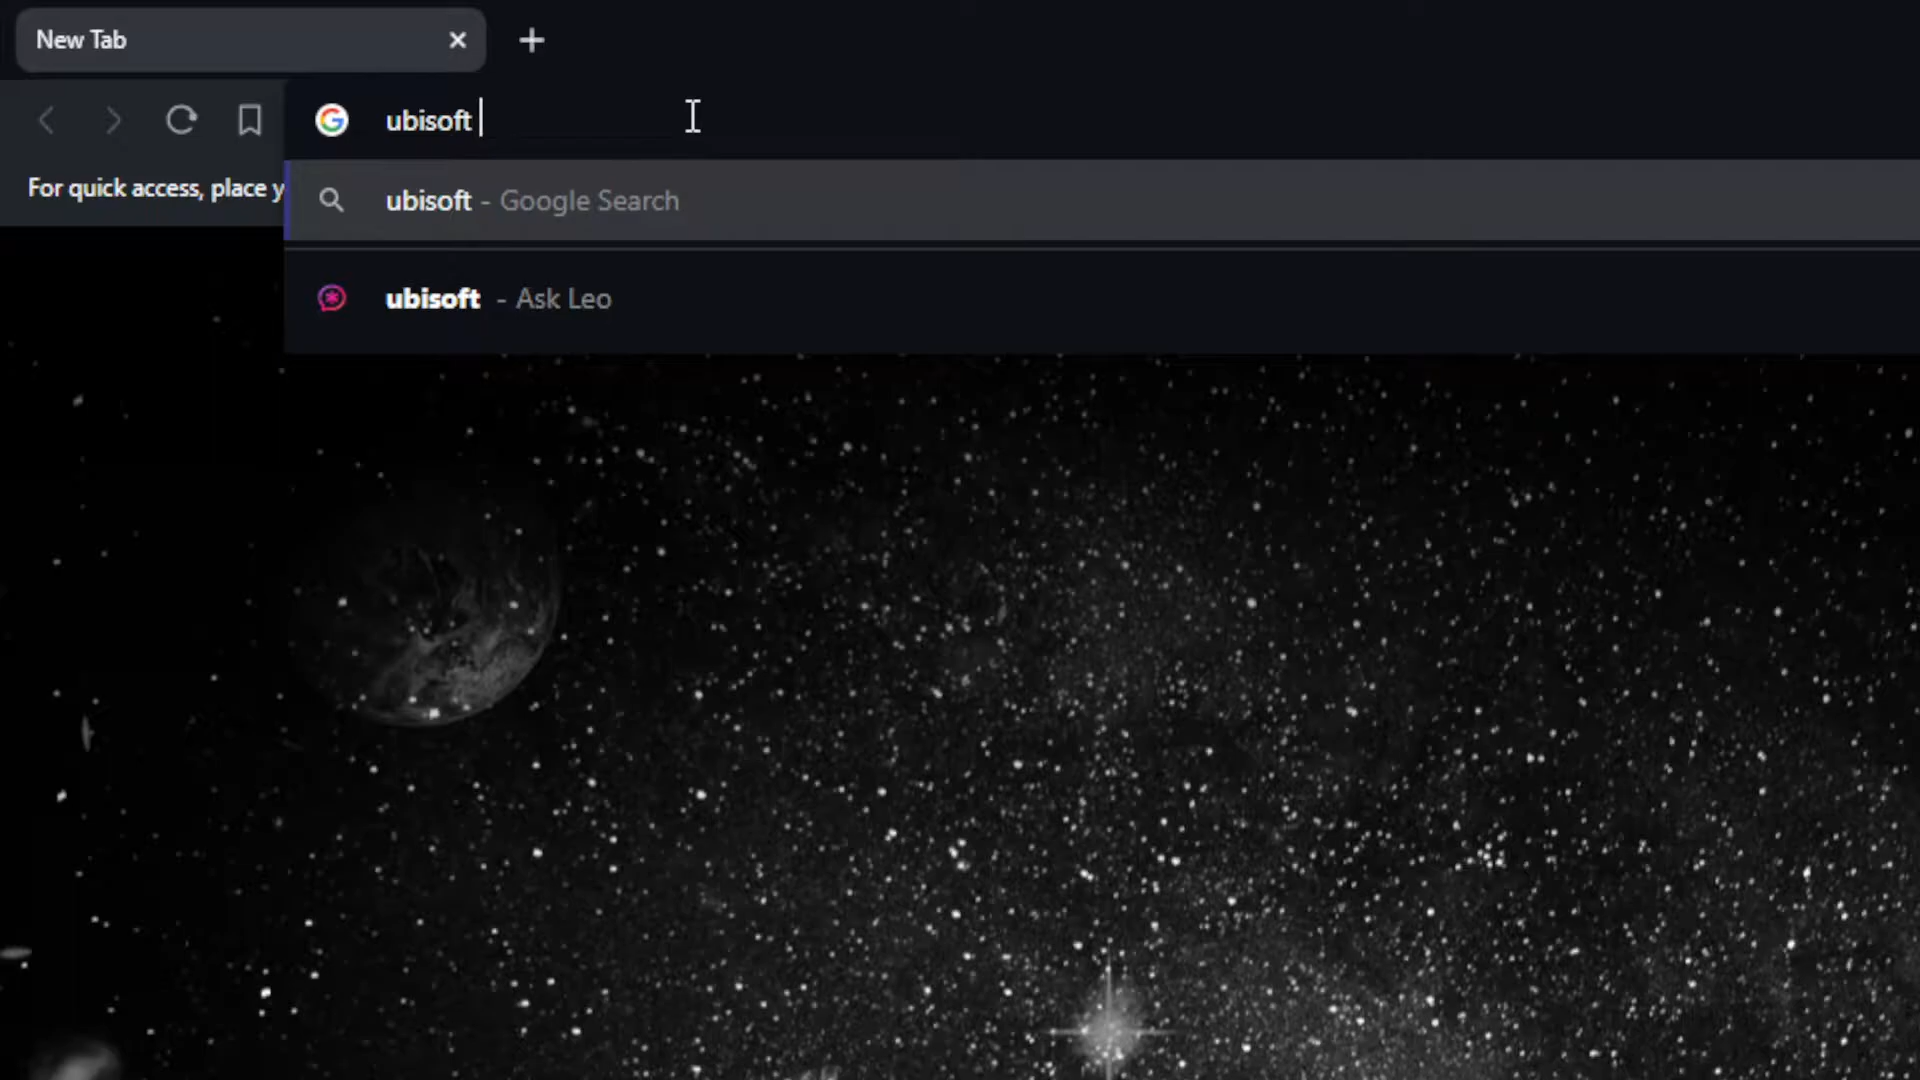 New Tab
ubisoft
For quick access, place y
ubisoft - Google Search
ubisoft - Ask Leo